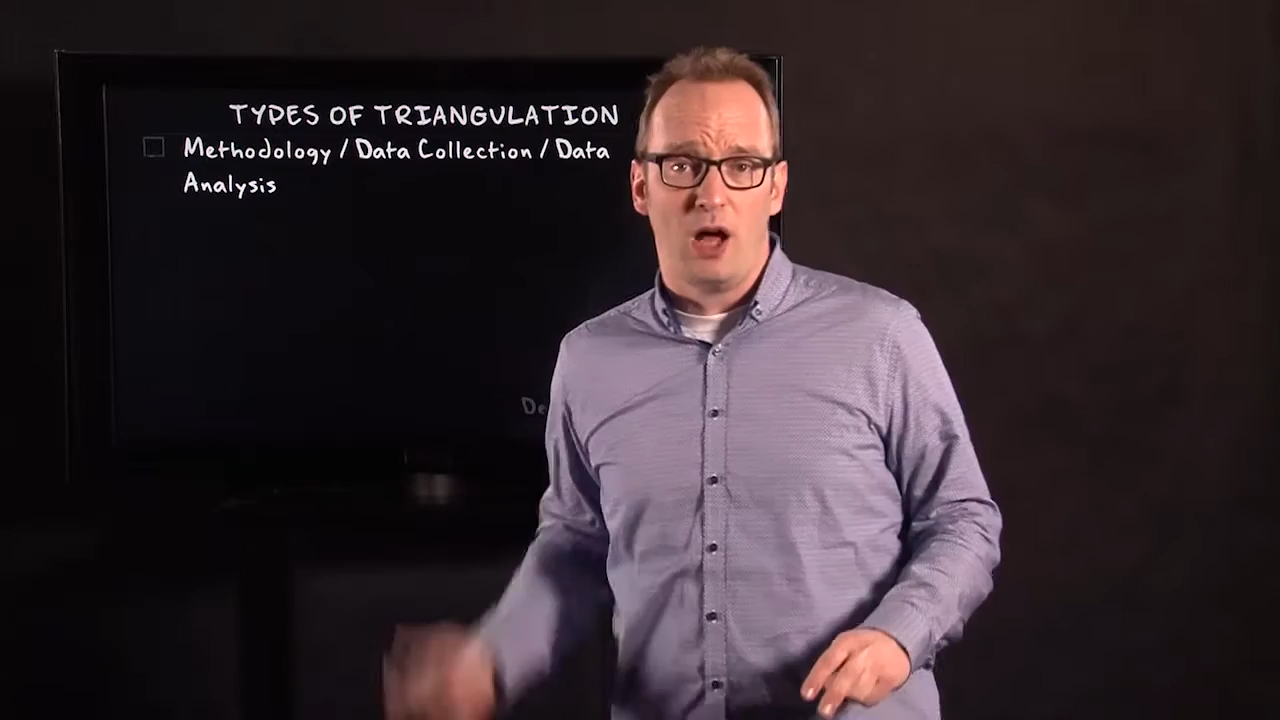 TYPES OF TRIANGULATION
Methodology / Data Collection / Data
Analysis